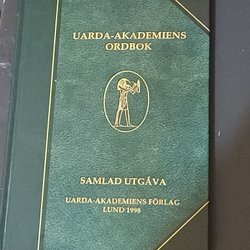 UARDA-AKADEMIENS
ORDBOK
SAMLAD UTGÅVA
UARDA-AKADEMIENS FÖRLAG
LUND 1998